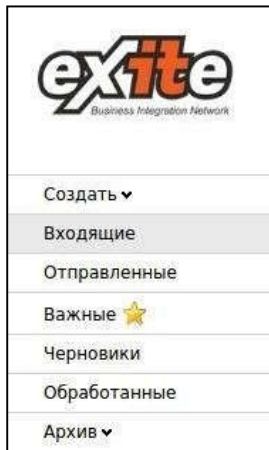 exite
Business Integration Network
Создать
Входящие
Отправленные
Важные
Черновики
Обработанные
Архив